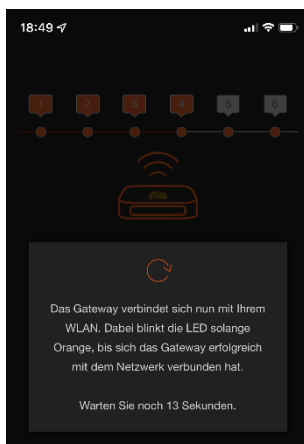 18:49
1 2 3 4 5 6
Das Gateway verbindet sich nun mit Ihrem
WLAN. Dabei blinkt die LED solange
Orange, bis sich das Gateway erfolgreich
mit dem Netzwerk verbunden hat.
Warten Sie noch 13 Sekunden.